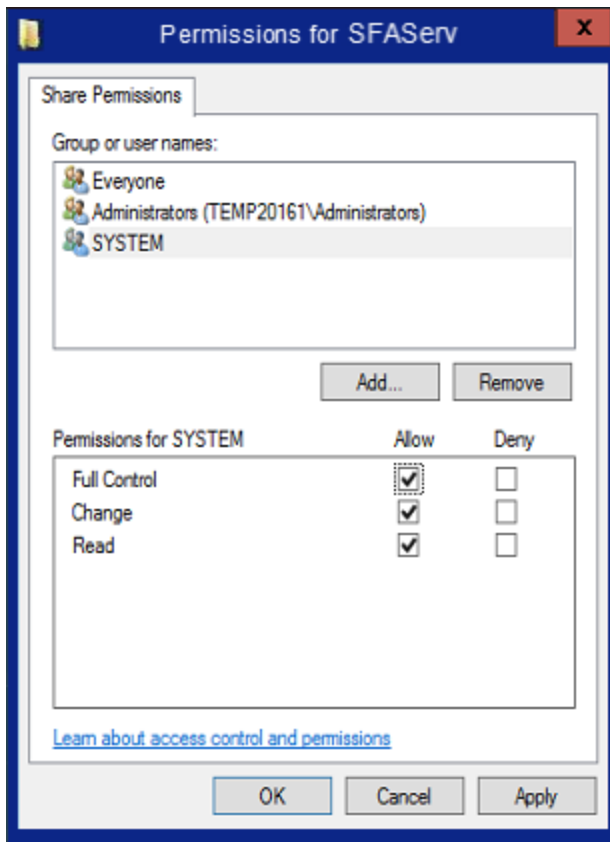 Permissions for SFAServ
x
Share Permissions
Group or user names:
Everyone
Administrators (TEMP20161\Administrators)
SYSTEM
Add... Remove
Permissions for SYSTEM Allow Deny
Full Control
Change
Read
Learn about access control and permissions
OK Cancel Apply